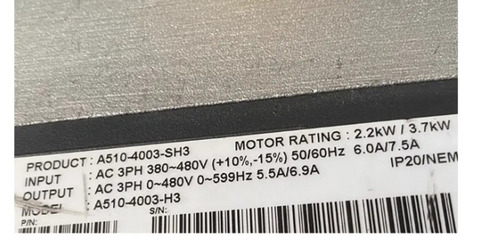 PRODUCT : A510-4003-SH3 MOTOR RATING : 2.2kW / 3.7kW
INPUT : AC 3PH 380~480V (+10%,-15%) 50/60Hz 6.0A/7.5A
OUTPUT : AC 3PH 0~480V 0~599Hz 5.5A/6.9A IP20/NEM
MODEL : A510-4003-H3
P/N: S/N: